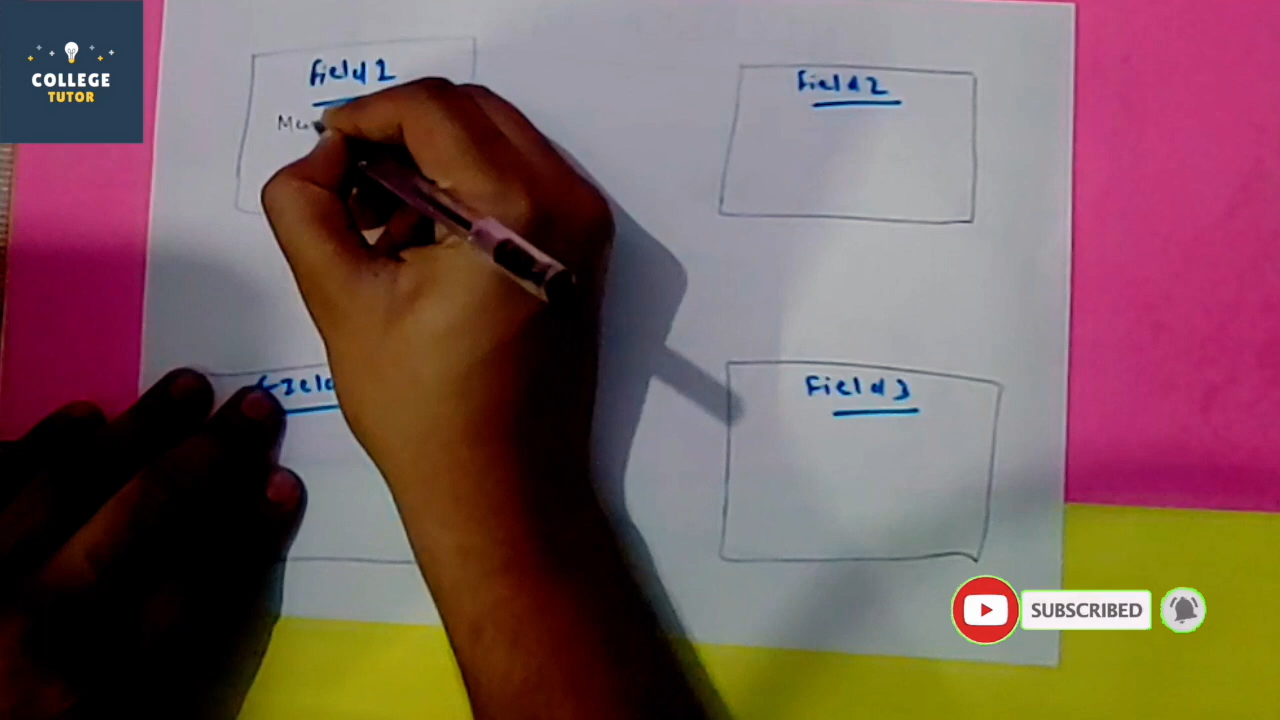 COLLEGE
TUTOR
Field 1
Field 2
Field 3
SUBSCRIBED